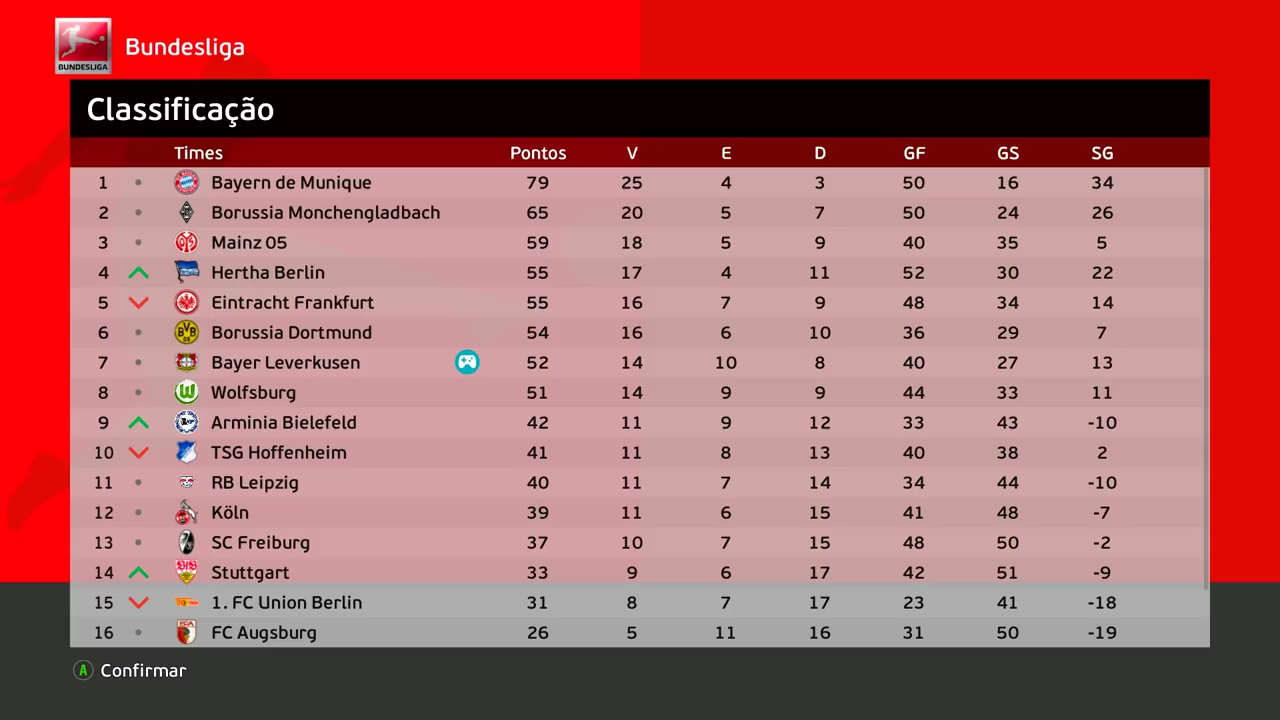 BUNDESLIGA
Bundesliga
Classificação
Times Pontos V E D GF GS SG
1 Bayern de Munique 79 25 4 3 50 16 34
2 Borussia Monchengladbach 65 20 5 7 50 24 26
3 Mainz 05 59 18 5 9 40 35 5
4 Hertha Berlin 55 17 4 11 52 30 22
5 Eintracht Frankfurt 55 16 7 9 48 34 14
6 Borussia Dortmund 54 16 6 10 36 29 7
7 Bayer Leverkusen 52 14 10 8 40 27 13
8 Wolfsburg 51 14 9 9 44 33 11
9 Arminia Bielefeld 42 11 9 12 33 43 -10
10 TSG Hoffenheim 41 11 8 13 40 38 2
11 RB Leipzig 40 11 7 14 34 44 -10
12 Köln 39 11 6 15 41 48 -7
13 SC Freiburg 37 10 7 15 48 50 -2
14 Stuttgart 33 9 6 17 42 51 -9
15 1. FC Union Berlin 31 8 7 17 23 41 -18
16 FC Augsburg 26 5 11 16 31 50 -19
A Confirmar